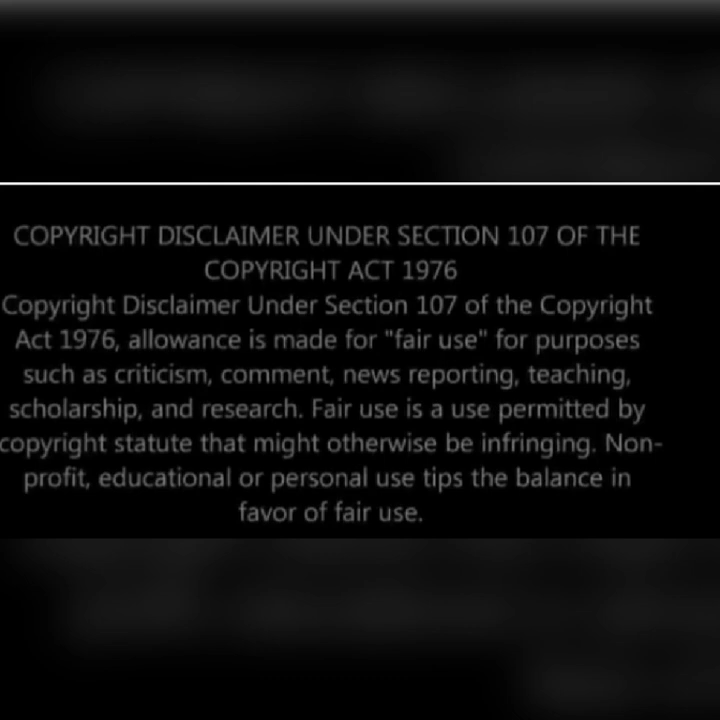 COPYRIGHT DISCLAIMER UNDER SECTION 107 OF THE
COPYRIGHT ACT 1976
Copyright Disclaimer Under Section 107 of the Copyright
Act 1976, allowance is made for "fair use" for purposes
such as criticism, comment, news reporting, teaching,
scholarship, and research. Fair use is a use permitted by
copyright statute that might otherwise be infringing. Non-
profit, educational or personal use tips the balance in
favor of fair use.